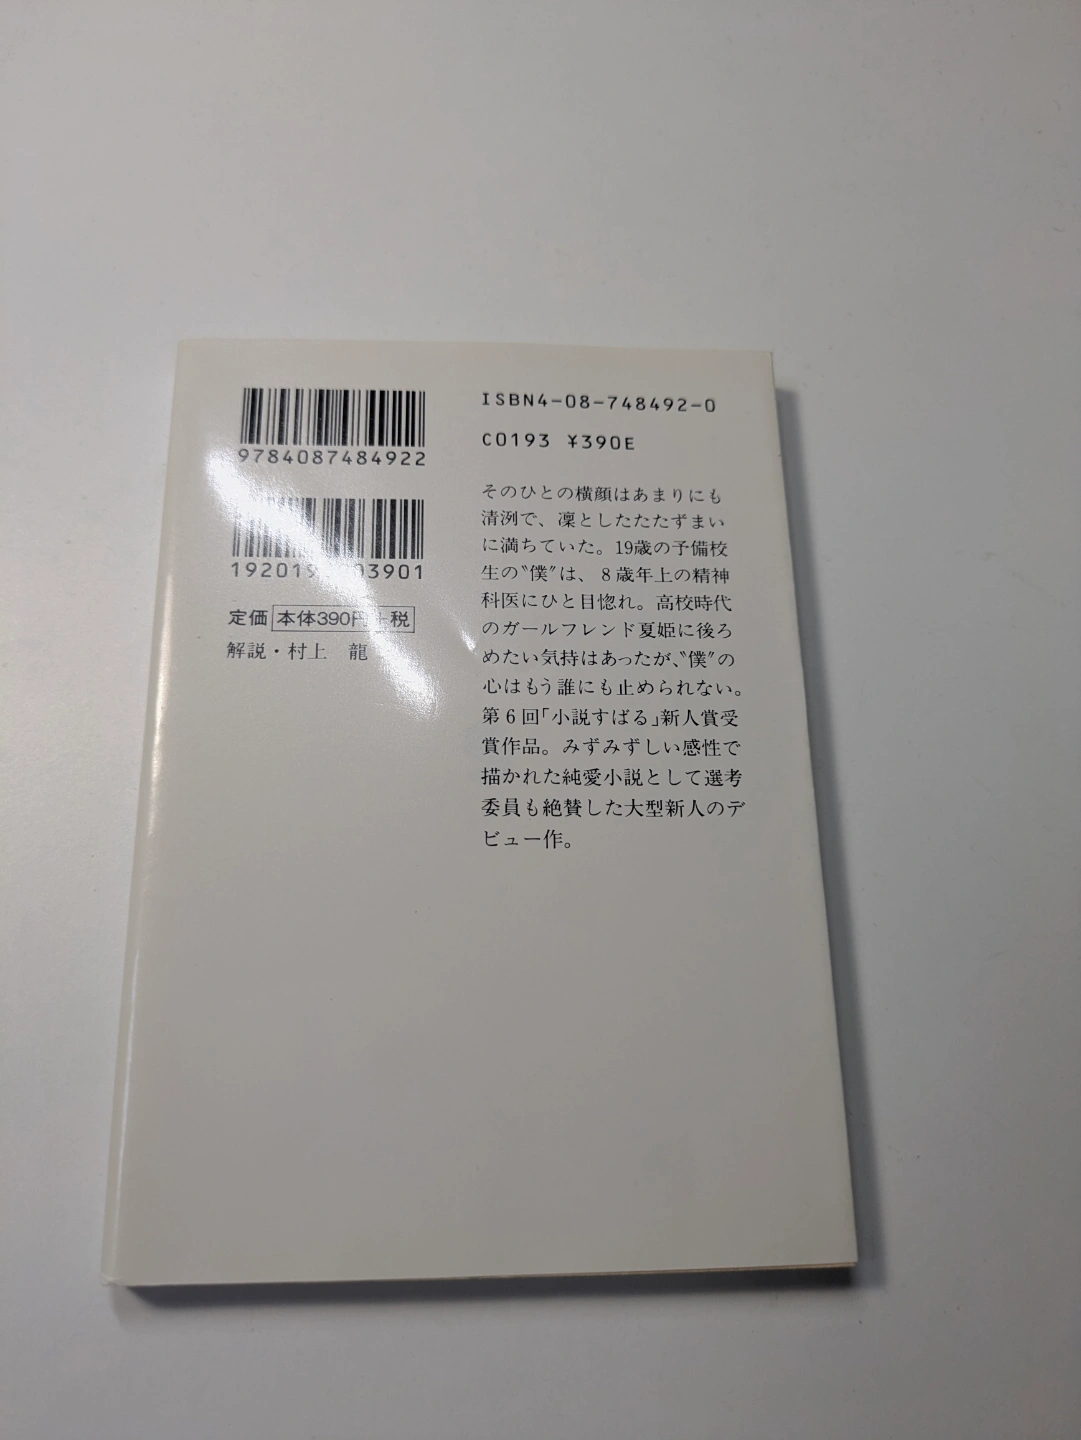 9784087484922
定価 本体390円+税
解説・村上 龍
ISBN4-08-748492-0
C0193 ¥390E
そのひとの横顔はあまりにも
清冽で、凜としたたたずまい
に満ちていた。19歳の予備校
生の〝僕〟は、8歳年上の精神
科医にひと目惚れ。高校時代
のガールフレンド夏姫に後ろ
めたい気持はあったが、〝僕〟の
心はもう誰にも止められない。
第6回「小説すばる」新人賞受
賞作品。みずみずしい感性で
描かれた純愛小説として選考
委員も絶賛した大型新人のデ
ビュー作。